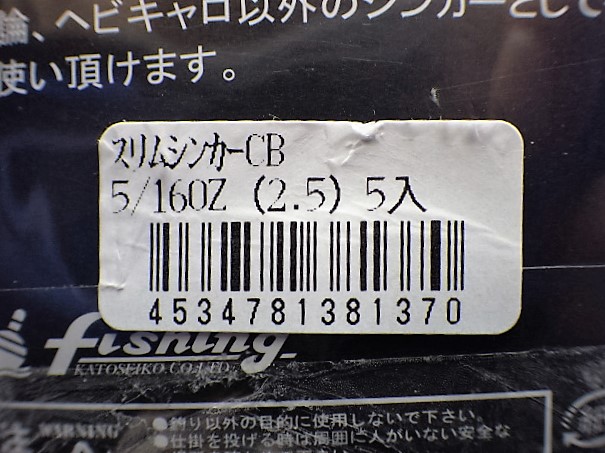 論、ヘビキャロ以外のシンカーとして
使い頂けます。
スリムシンカーCB
5/16OZ (2.5) 5入
4534781381370
fishing
KATOSEIKO CO.,LTD.
WARNING
●釣り以外の目的に使用しないで下さい。
●仕掛を投げる時は周囲に人がいない安全な